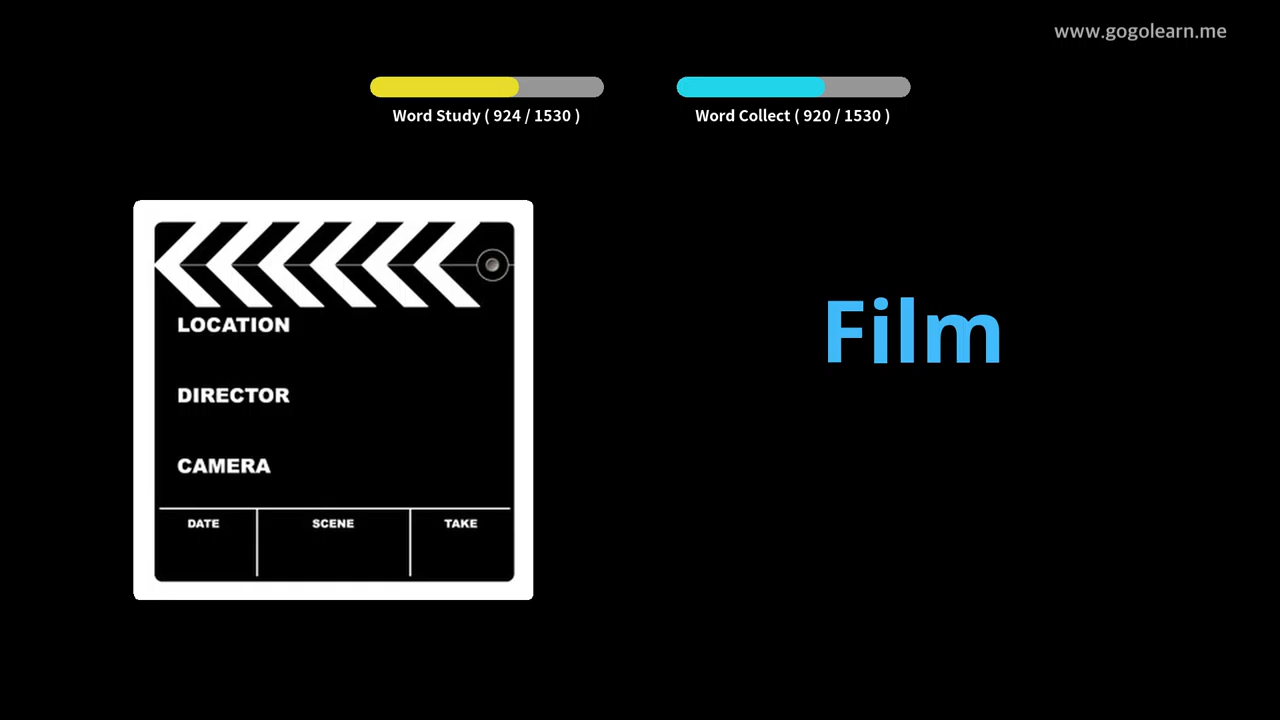 www.gogolearn.me
Word Study ( 924 / 1530 )
Word Collect ( 920 / 1530 )
LOCATION
DIRECTOR
CAMERA
DATE
SCENE
TAKE
Film